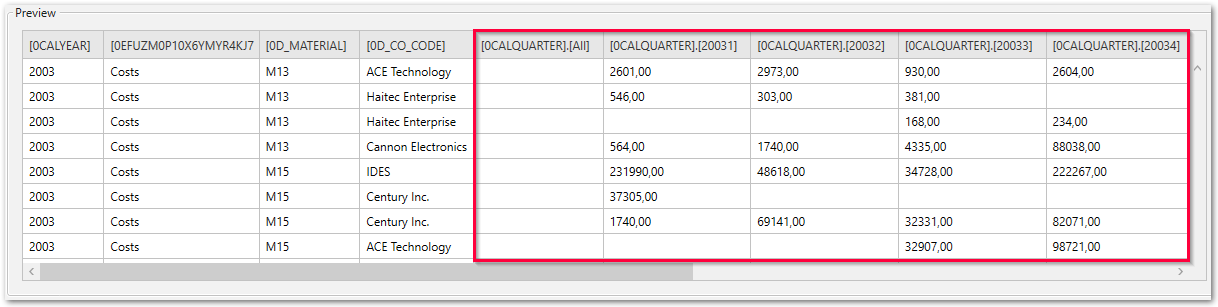 Preview
[0CALYEAR] [0EFUZM0P10X6YMYR4KJ7 [0D_MATERIAL] [0D_CO_CODE] [0CALQUARTER].[All] [0CALQUARTER].[20031] [0CALQUARTER].[20032] [0CALQUARTER].[20033] [0CALQUARTER].[20034]
2003 Costs M13 ACE Technology 2601,00 2973,00 930,00 2604,00
2003 Costs M13 Haitec Enterprise 546,00 303,00 381,00
2003 Costs M13 Haitec Enterprise 168,00 234,00
2003 Costs M13 Cannon Electronics 564,00 1740,00 4335,00 88038,00
2003 Costs M15 IDES 231990,00 48618,00 34728,00 222267,00
2003 Costs M15 Century Inc. 37305,00
2003 Costs M15 Century Inc. 1740,00 69141,00 32331,00 82071,00
2003 Costs M15 ACE Technology 32907,00 98721,00